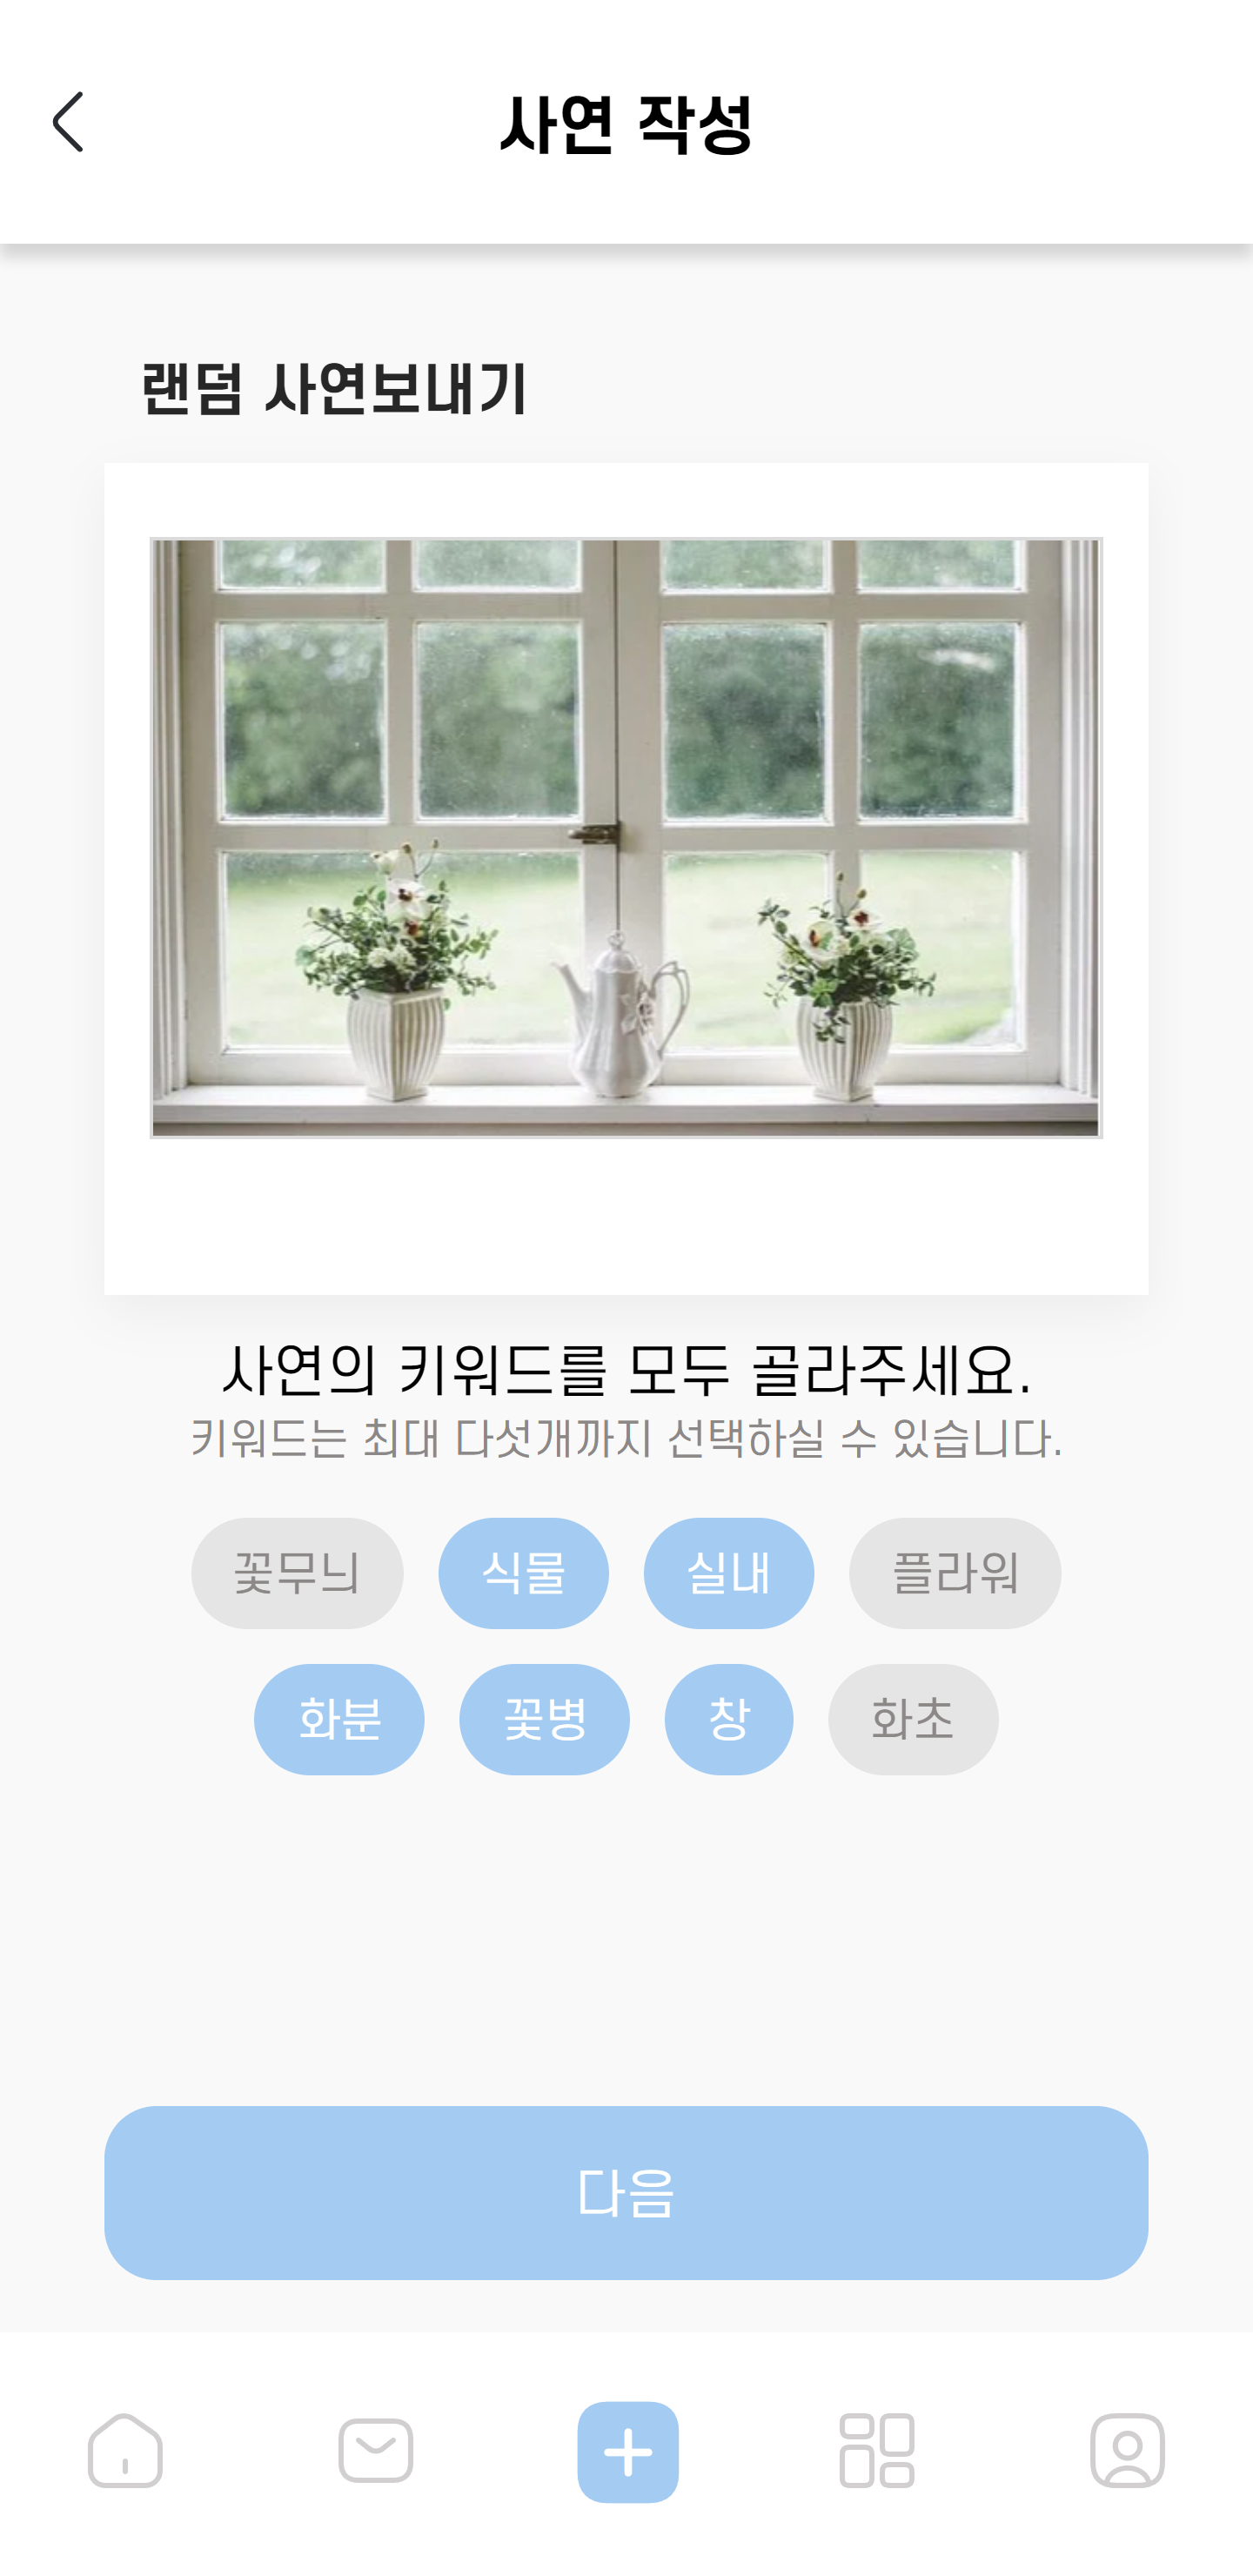 사연 작성
랜덤 사연보내기
사연의 키워드를 모두 골라주세요.
키워드는 최대 다섯개까지 선택하실 수 있습니다.
꽃무늬 식물 실내 플라워
화분 꽃병 창 화초
다음